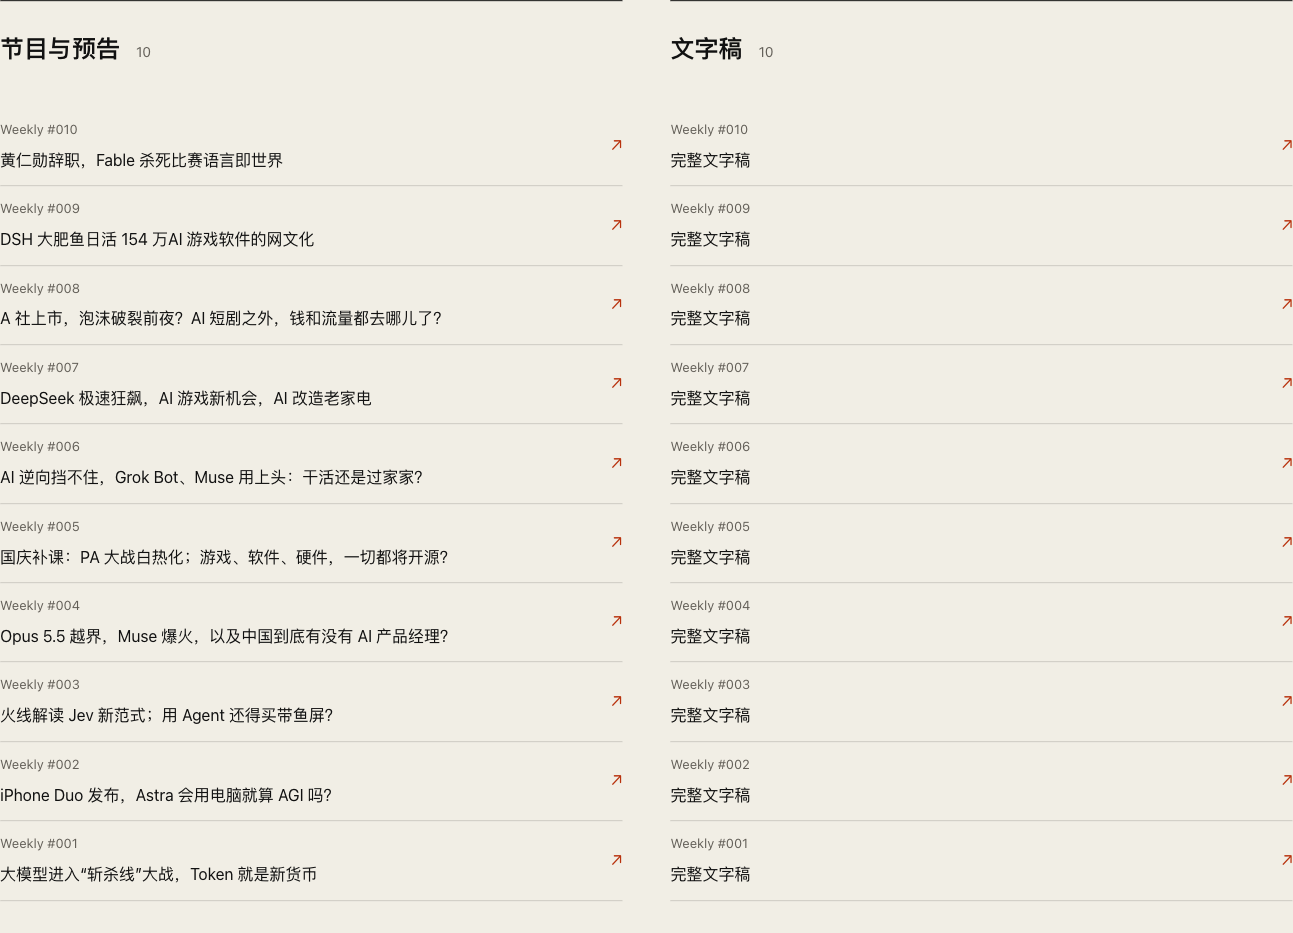 节目与预告 10
Weekly #010
黄仁勋辞职，Fable 杀死比赛语言即世界
Weekly #009
DSH 大肥鱼日活 154 万AI 游戏软件的网文化
Weekly #008
A 社上市，泡沫破裂前夜？AI 短剧之外，钱和流量都去哪儿了？
Weekly #007
DeepSeek 极速狂飙，AI 游戏新机会，AI 改造老家电
Weekly #006
AI 逆向挡不住，Grok Bot、Muse 用上头：干活还是过家家？
Weekly #005
国庆补课：PA 大战白热化；游戏、软件、硬件，一切都将开源？
Weekly #004
Opus 5.5 越界，Muse 爆火，以及中国到底有没有 AI 产品经理？
Weekly #003
火线解读 Jev 新范式；用 Agent 还得买带鱼屏？
Weekly #002
iPhone Duo 发布，Astra 会用电脑就算 AGI 吗？
Weekly #001
大模型进入“斩杀线”大战，Token 就是新货币
文字稿 10
Weekly #010
完整文字稿
Weekly #009
完整文字稿
Weekly #008
完整文字稿
Weekly #007
完整文字稿
Weekly #006
完整文字稿
Weekly #005
完整文字稿
Weekly #004
完整文字稿
Weekly #003
完整文字稿
Weekly #002
完整文字稿
Weekly #001
完整文字稿